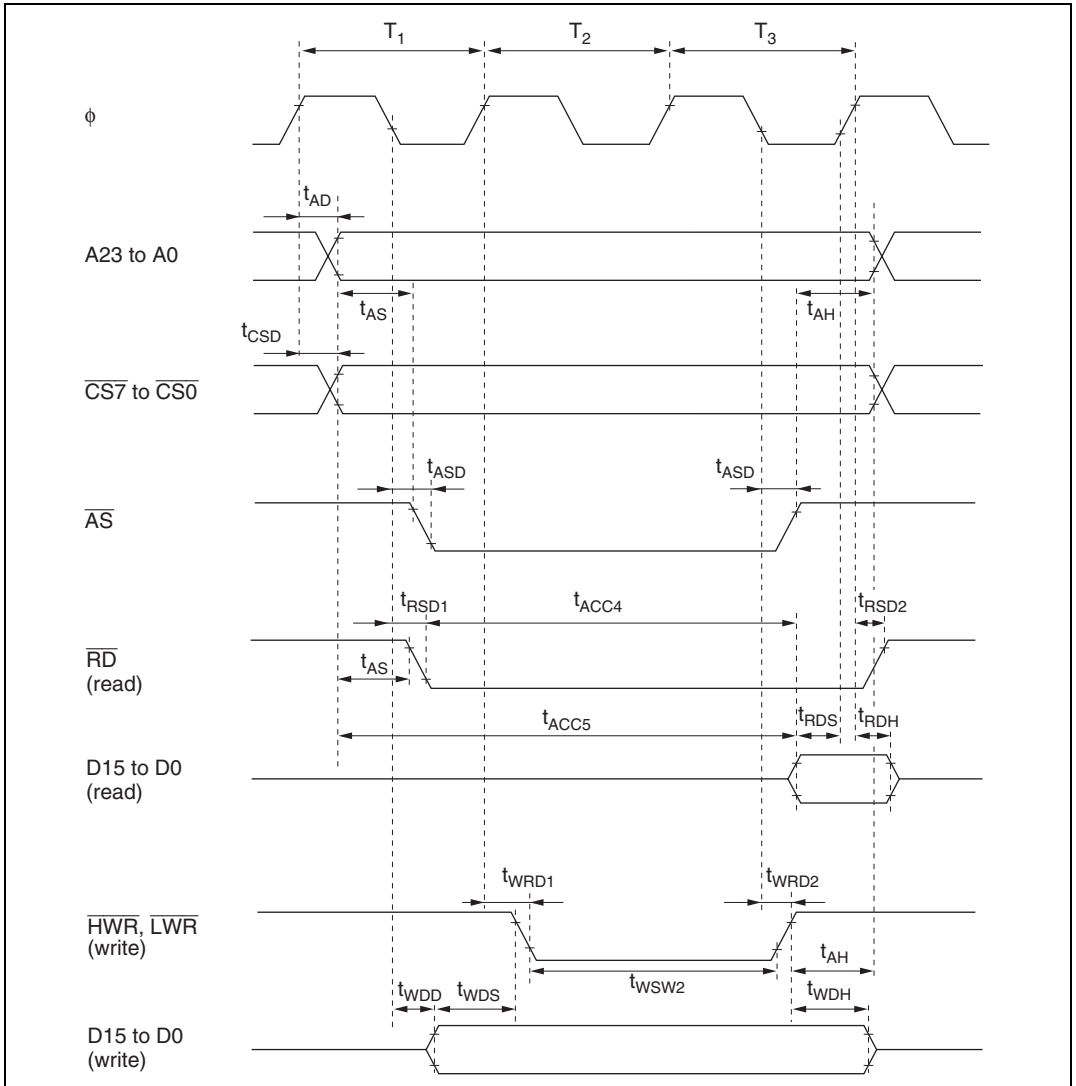 T1 T2 T3
ϕ
tAD
A23 to A0
tAS tAH
tCSD
CS7 to CS0
tASD tASD
AS
tRSD1 tACC4 tRSD2
RD
(read)
tAS
tACC5 tRDS tRDH
D15 to D0
(read)
tWRD1 tWRD2
HWR, LWR
(write)
tAH
tWSW2
tWDD tWDS tWDH
D15 to D0
(write)